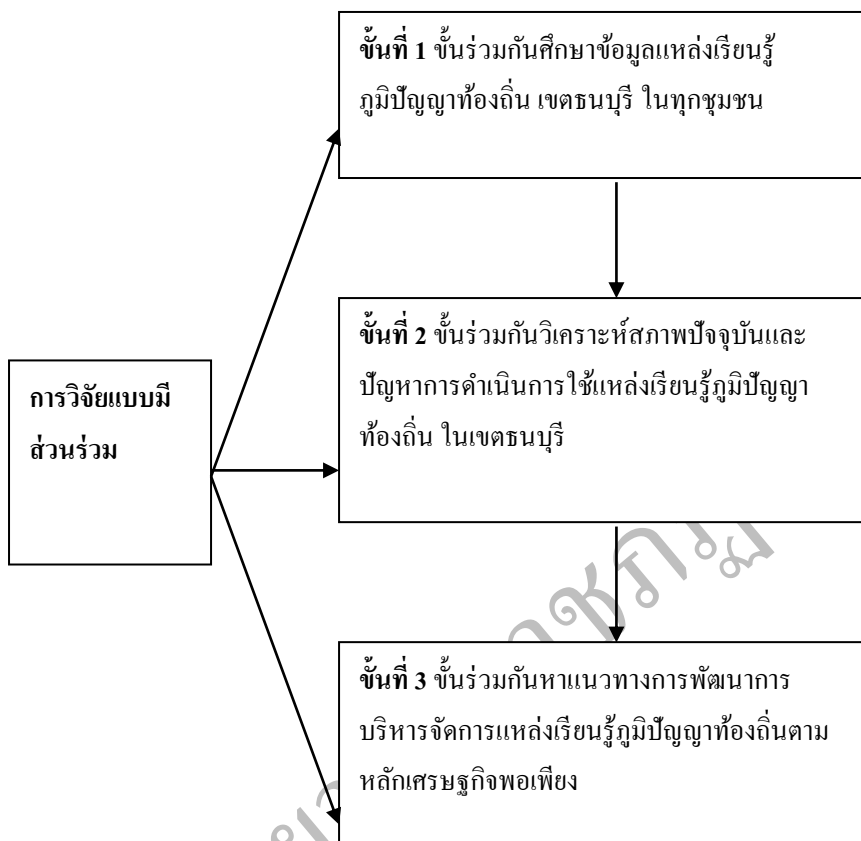 ขั้นที่ 1 ขั้นร่วมกันศึกษาข้อมูลแหล่งเรียนรู้
ภูมิปัญญาท้องถิ่น เขตธนบุรี ในทุกชุมชน
ขั้นที่ 2 ขั้นร่วมกันวิเคราะห์สภาพปัจจุบันและ
ปัญหาการดำเนินการใช้แหล่งเรียนรู้ภูมิปัญญา
ท้องถิ่น ในเขตธนบุรี
การวิจัยแบบมี
ส่วนร่วม
ขั้นที่ 3 ขั้นร่วมกันหาแนวทางการพัฒนาการ
บริหารจัดการแหล่งเรียนรู้ภูมิปัญญาท้องถิ่นตาม
หลักเศรษฐกิจพอเพียง